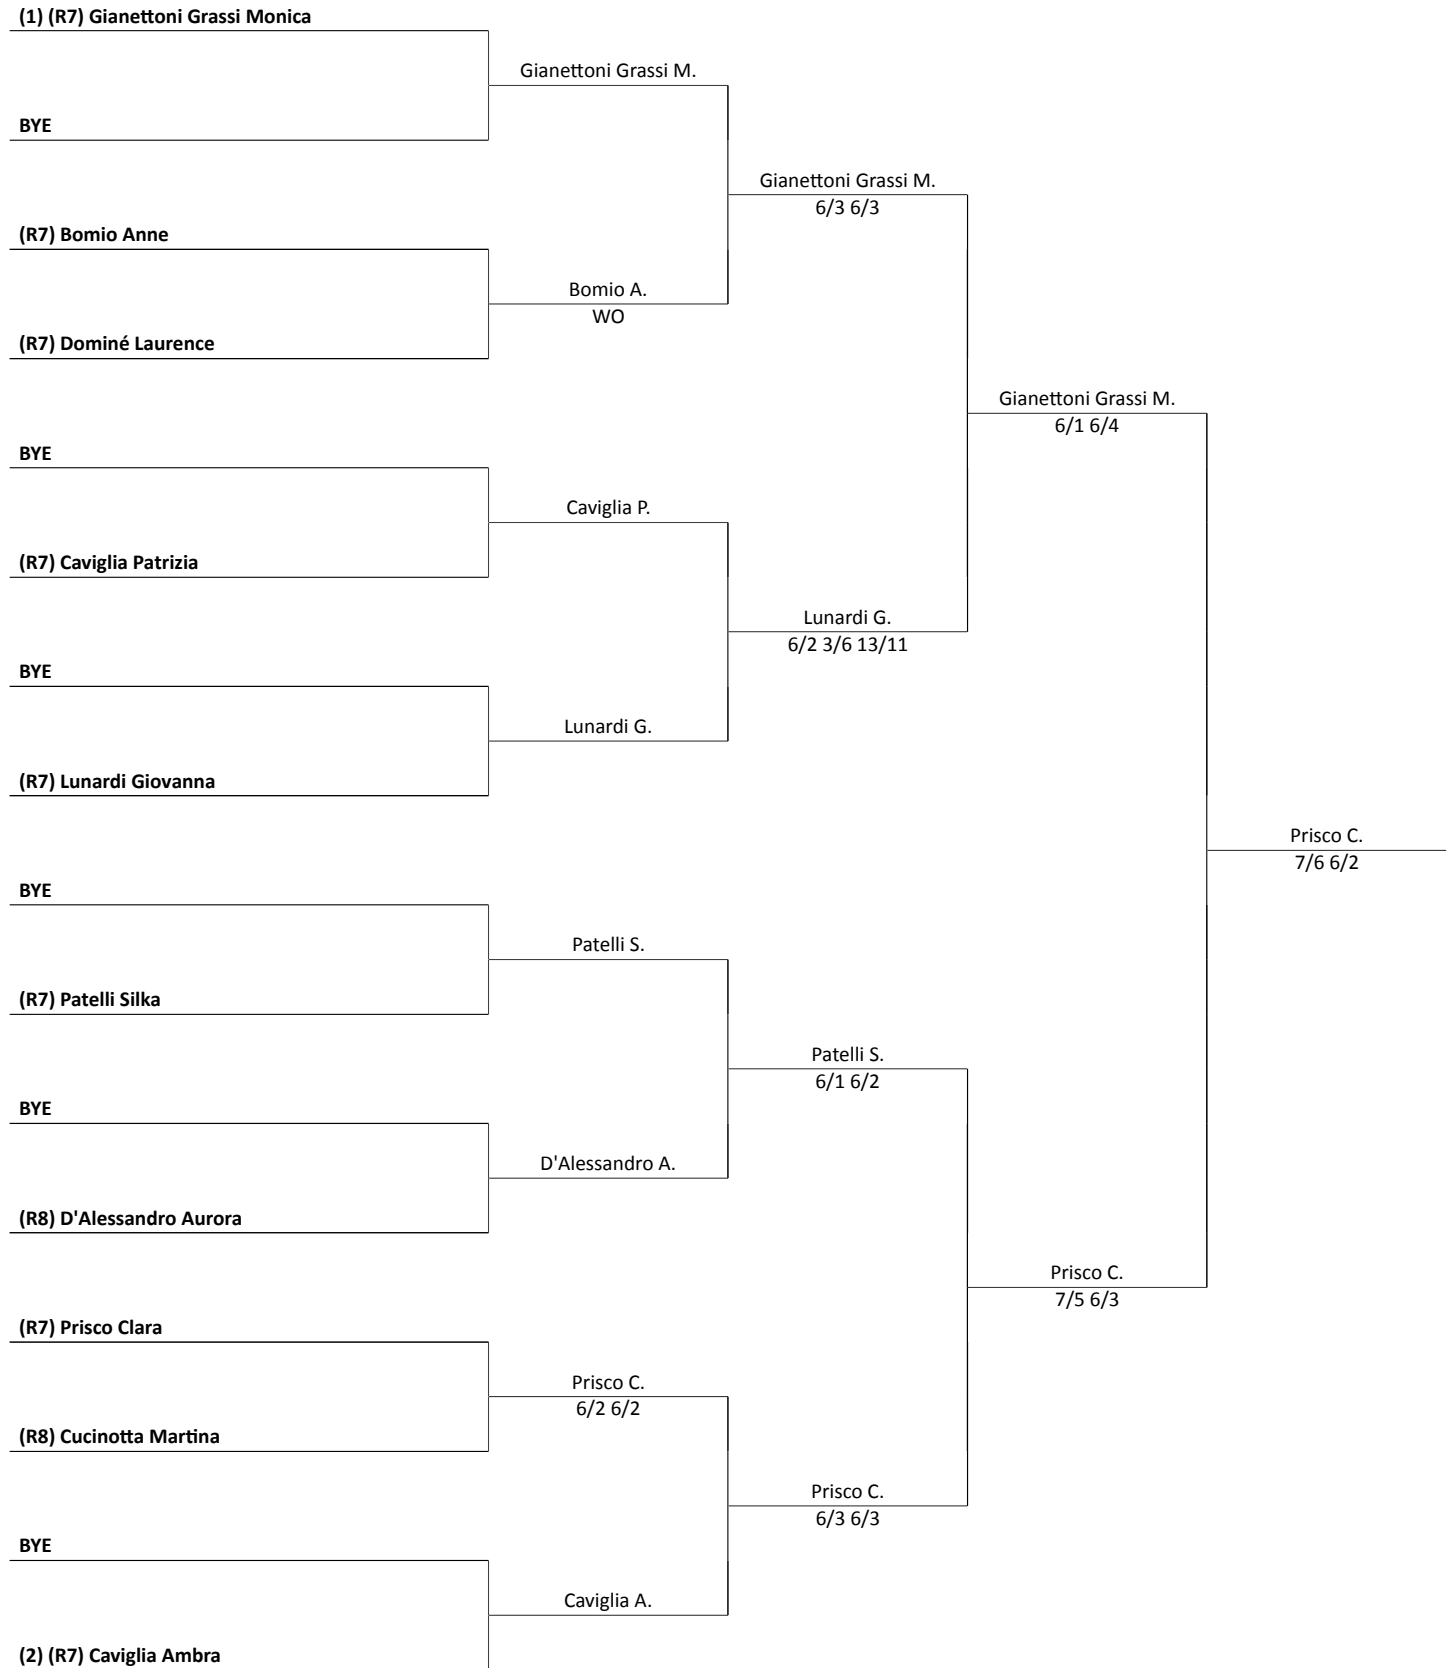 (1) (R7) Gianettoni Grassi Monica
Gianettoni Grassi M.
BYE
Gianettoni Grassi M.
6/3 6/3
(R7) Bomio Anne
Bomio A.
WO
(R7) Dominé Laurence
Gianettoni Grassi M.
6/1 6/4
BYE
Caviglia P.
(R7) Caviglia Patrizia
Lunardi G.
6/2 3/6 13/11
BYE
Lunardi G.
(R7) Lunardi Giovanna
Prisco C.
7/6 6/2
BYE
Patelli S.
(R7) Patelli Silka
Patelli S.
6/1 6/2
BYE
D'Alessandro A.
(R8) D'Alessandro Aurora
Prisco C.
7/5 6/3
(R7) Prisco Clara
Prisco C.
6/2 6/2
(R8) Cucinotta Martina
Prisco C.
6/3 6/3
BYE
Caviglia A.
(2) (R7) Caviglia Ambra